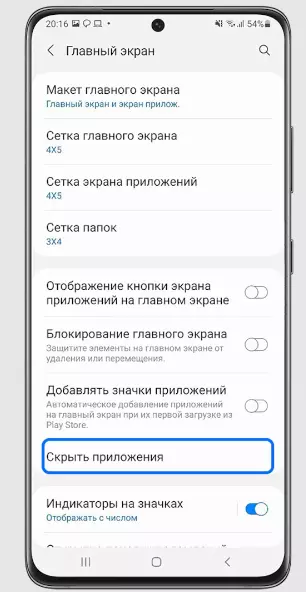 20:16 54%
Главный экран
Макет главного экрана
Главный экран и экран прилож.
Сетка главного экрана
4X5
Сетка экрана приложений
4X5
Сетка папок
3X4
Отображение кнопки экрана
приложений на главном экране
Блокирование главного экрана
Защитите элементы на главном экране от
удаления или перемещения.
Добавлять значки приложений
Автоматическое добавление приложений
на главный экран при их первой загрузке из
Play Store.
Скрыть приложения
Индикаторы на значках
Отображать с числом